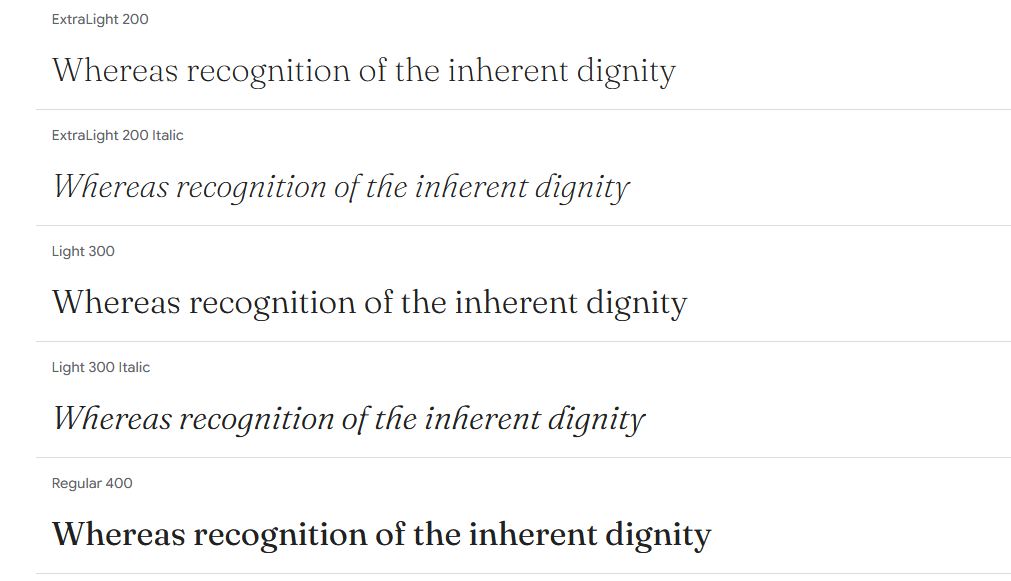 ExtraLight 200
Whereas recognition of the inherent dignity
ExtraLight 200 Italic
Whereas recognition of the inherent dignity
Light 300
Whereas recognition of the inherent dignity
Light 300 Italic
Whereas recognition of the inherent dignity
Regular 400
Whereas recognition of the inherent dignity